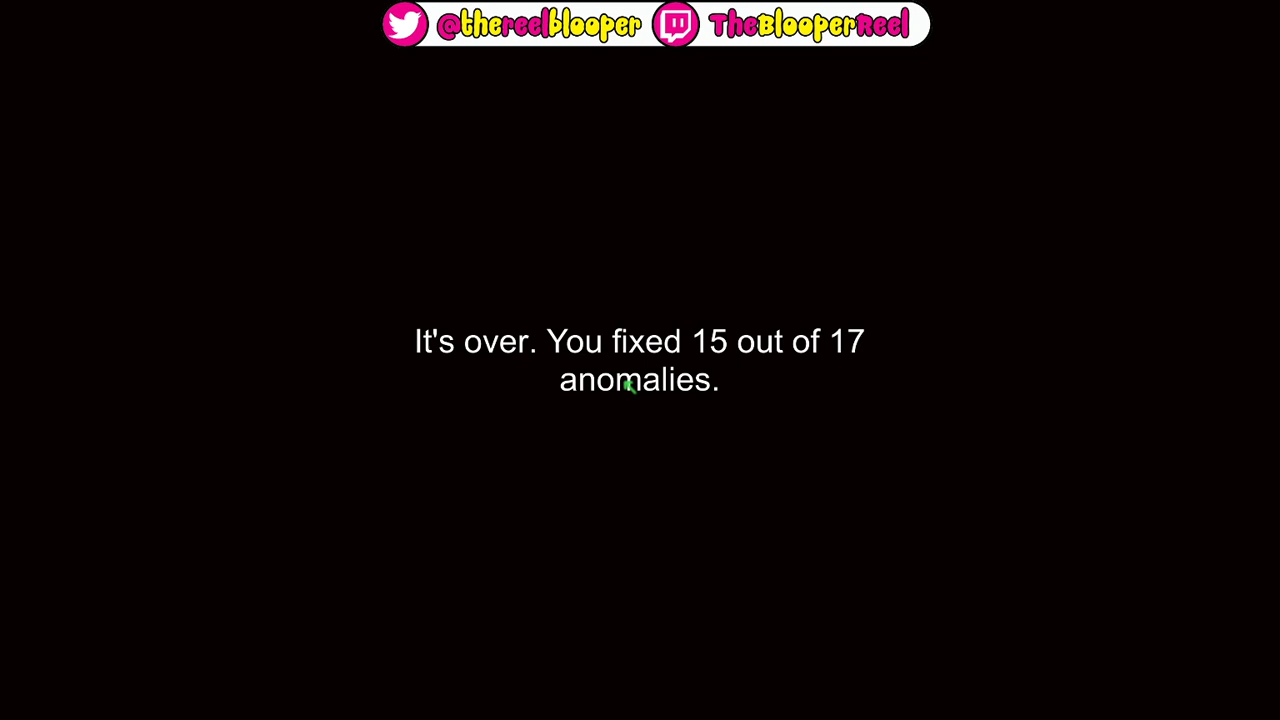 @thereelblooper TheBlooperReel
It's over. You fixed 15 out of 17
anomalies.